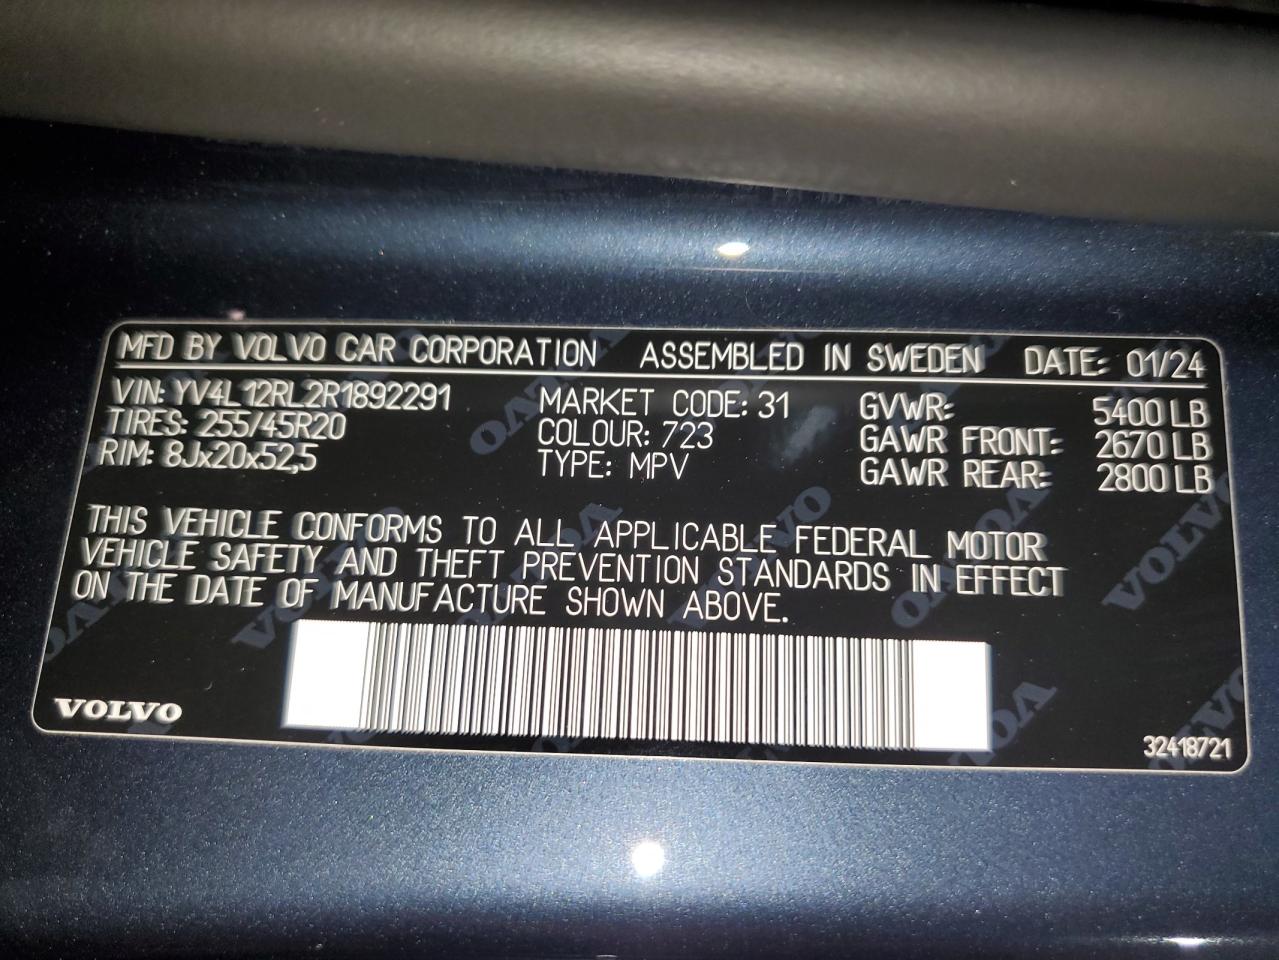 MFD BY VOLVO CAR CORPORATION ASSEMBLED IN SWEDEN DATE: 01/24
VIN: YV4L12RL2R1892291 MARKET CODE: 31 GVWR: 5400 LB
TIRES: 255/45R20 COLOUR: 723 GAWR FRONT: 2670 LB
RIM: 8Jx20x52,5 TYPE: MPV GAWR REAR: 2800 LB
THIS VEHICLE CONFORMS TO ALL APPLICABLE FEDERAL MOTOR
VEHICLE SAFETY AND THEFT PREVENTION STANDARDS IN EFFECT
ON THE DATE OF MANUFACTURE SHOWN ABOVE.
VOLVO
32418721